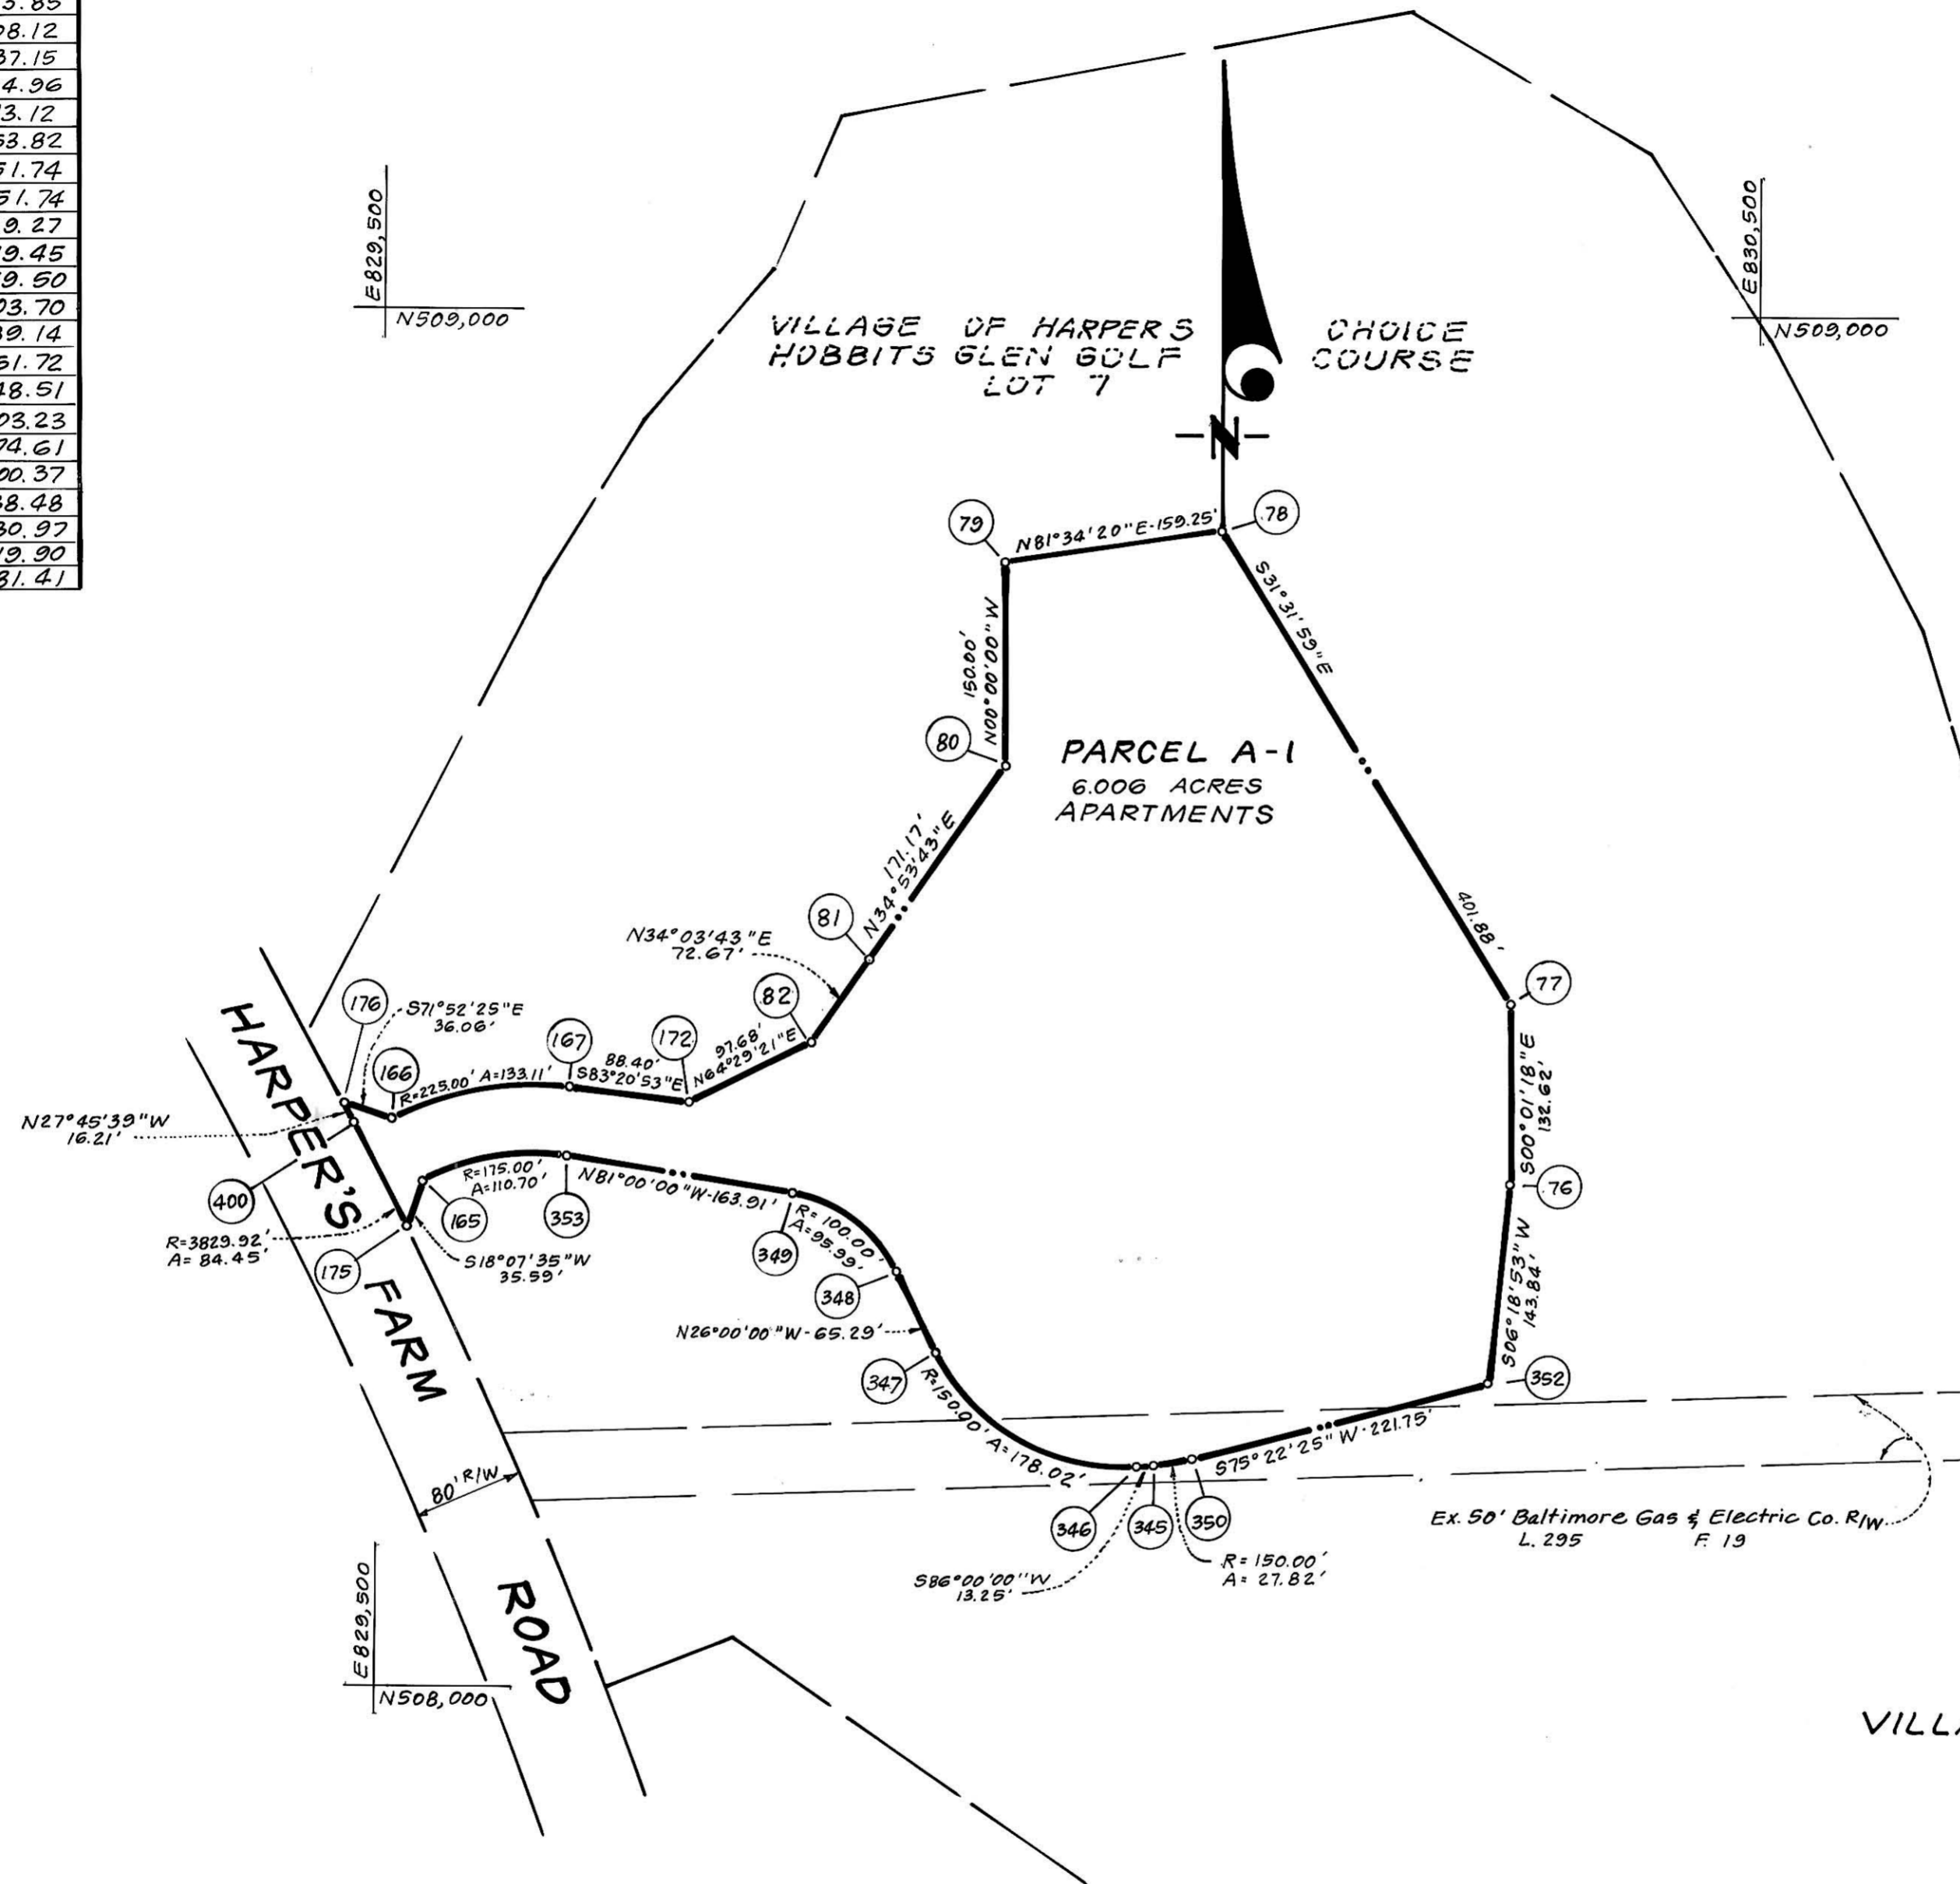 3.85
08.12
37.15
4.96
3.12
53.82
51.74
51.74
9.27
9.45
9.50
03.70
39.14
51.72
48.51
03.23
74.61
00.37
38.48
30.97
19.90
31.41
E829,500
N509,000
E830,500
N509,000
VILLAGE OF HARPERS CHOICE
HOBBITS GLEN GOLF COURSE
LOT 7
N
79
N81°34'20"E-159.25'
78
S31°31'59"E
401.88'
150.00'
N00°00'00"W
80
PARCEL A-1
6.006 ACRES
APARTMENTS
171.17'
N34°53'43"E
81
N34°03'43"E
72.67'
82
77
176
S71°52'25"E
36.06'
166
R=225.00' A=133.11'
167
88.40'
S83°20'53"E
172
97.68'
N64°29'21"E
S00°01'18"E
132.62'
N27°45'39"W
16.21'
400
R=3829.92'
A= 84.45'
175
R=175.00'
A=110.70'
165
S18°07'35"W
35.59'
353
N81°00'00"W-163.91'
349
R= 100.00'
A=95.99'
348
76
S06°18'53"W
143.84'
N26°00'00"W-65.29'
347
352
R=150.00' A=178.02'
S75°22'25"W-221.75'
346
345
350
S86°00'00"W
13.25'
R= 150.00'
A= 27.82'
Ex. 50' Baltimore Gas & Electric Co. R/W
L. 295 F. 19
HARPER'S
FARM
ROAD
80' R/W
E829,500
N508,000
VILLA